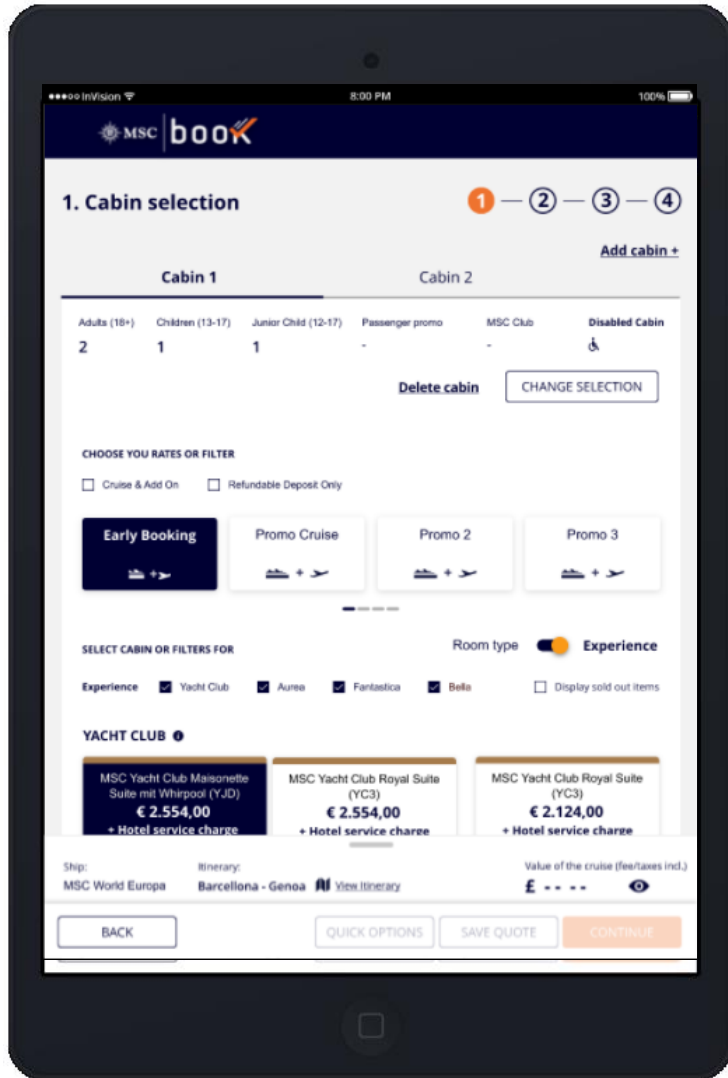 InVision 8:00 PM 100%
MSC book
1. Cabin selection 1 2 3 4
Add cabin +
Cabin 1 Cabin 2
Adults (18+) Children (13-17) Junior Child (12-17) Passenger promo MSC Club Disabled Cabin
2 1 1 - -
Delete cabin CHANGE SELECTION
CHOOSE YOU RATES OR FILTER
Cruise & Add On Refundable Deposit Only
Early Booking Promo Cruise Promo 2 Promo 3
+ + + +
SELECT CABIN OR FILTERS FOR Room type Experience
Experience Yacht Club Aurea Fantastica Bella Display sold out items
YACHT CLUB
MSC Yacht Club Maisonette MSC Yacht Club Royal Suite MSC Yacht Club Royal Suite
Suite mit Whirpool (YJD) (YC3) (YC3)
€ 2.554,00 € 2.554,00 € 2.124,00
+ Hotel service charge + Hotel service charge + Hotel service charge
Ship: Itinerary: Value of the cruise (fee/taxes incl.)
MSC World Europa Barcellona - Genoa View Itinerary £ - - - -
BACK QUICK OPTIONS SAVE QUOTE CONTINUE